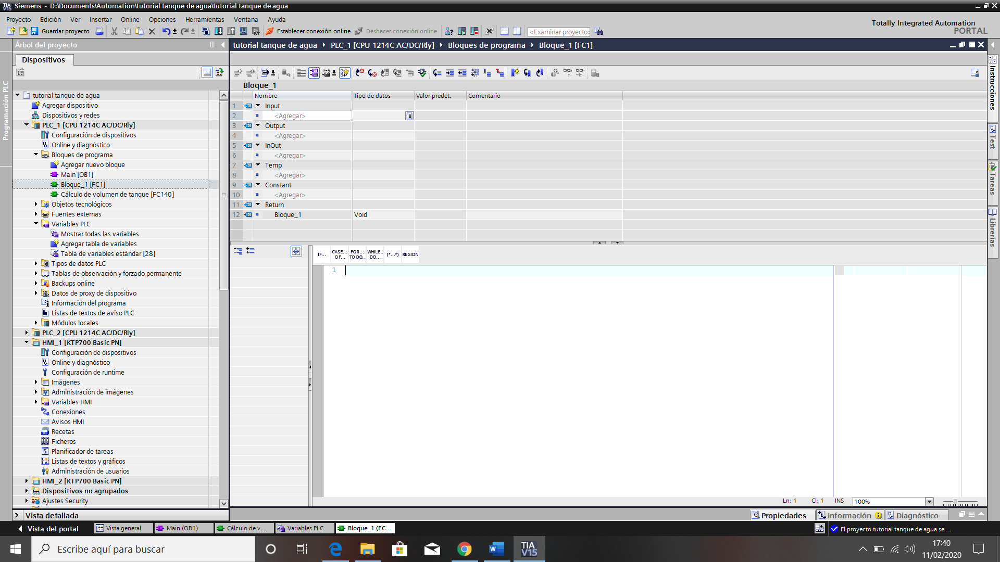 Siemens - D:\Documents\Automation\tutorial tanque de agua\tutorial tanque de agua
Proyecto Edición Ver Insertar Online Opciones Herramientas Ventana Ayuda
Totally Integrated Automation
PORTAL
Guardar proyecto
Establecer conexión online
Deshacer conexión online
<Examinar proyecto>
Árbol del proyecto
tutorial tanque de agua PLC_1 [CPU 1214C AC/DC/Rly] Bloques de programa Bloque_1 [FC1]
Dispositivos
Programación PLC
tutorial tanque de agua
Agregar dispositivo
Dispositivos y redes
PLC_1 [CPU 1214C AC/DC/Rly]
Configuración de dispositivos
Online y diagnóstico
Bloques de programa
Agregar nuevo bloque
Main [OB1]
Bloque_1 [FC1]
Cálculo de volumen de tanque [FC140]
Objetos tecnológicos
Fuentes externas
Variables PLC
Mostrar todas las variables
Agregar tabla de variables
Tabla de variables estándar [28]
Tipos de datos PLC
Tablas de observación y forzado permanente
Backups online
Datos de proxy de dispositivo
Información del programa
Listas de textos de aviso PLC
Módulos locales
PLC_2 [CPU 1214C AC/DC/Rly]
HMI_1 [KTP700 Basic PN]
Configuración de dispositivos
Online y diagnóstico
Configuración de runtime
Imágenes
Administración de imágenes
Variables HMI
Conexiones
Avisos HMI
Recetas
Ficheros
Planificador de tareas
Listas de textos y gráficos
Administración de usuarios
HMI_2 [KTP700 Basic PN]
Dispositivos no agrupados
Ajustes Security
Vista detallada
Bloque_1
Nombre Tipo de datos Valor predet. Comentario
1 Input
2 <Agregar>
3 Output
4 <Agregar>
5 InOut
6 <Agregar>
7 Temp
8 <Agregar>
9 Constant
10 <Agregar>
11 Return
12 Bloque_1 Void
IF... CASE... OF... FOR... TO DO.. WHILE.. DO... (*...*) REGION
1
Ln: 1 Cl: 1 INS 100%
Instrucciones
Test
Tareas
Librerías
Propiedades Información Diagnóstico
Vista del portal Vista general Main (OB1) Cálculo de v... Variables PLC Bloque_1 (FC...
El proyecto tutorial tanque de agua se ...
Escribe aquí para buscar
TIA
V15
17:40
11/02/2020